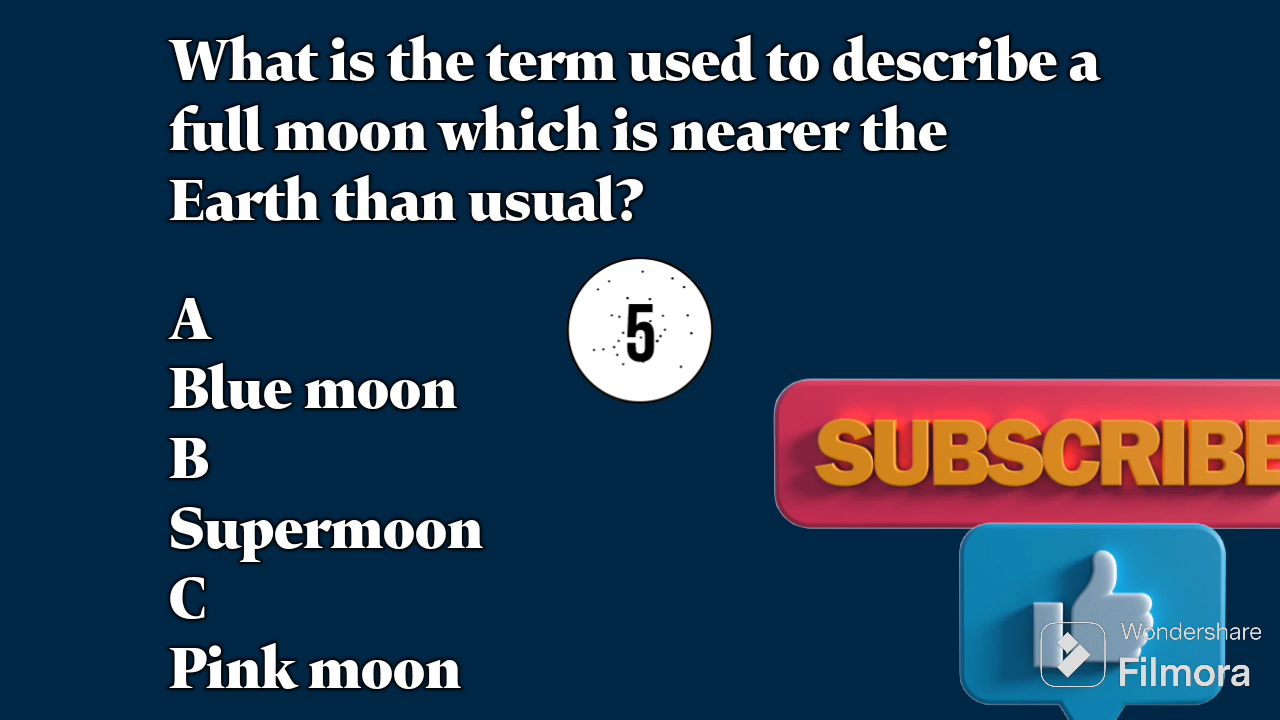 What is the term used to describe a
full moon which is nearer the
Earth than usual?
5
A
Blue moon
B
Supermoon
C
Pink moon
SUBSCRIBE
Wondershare
Filmora